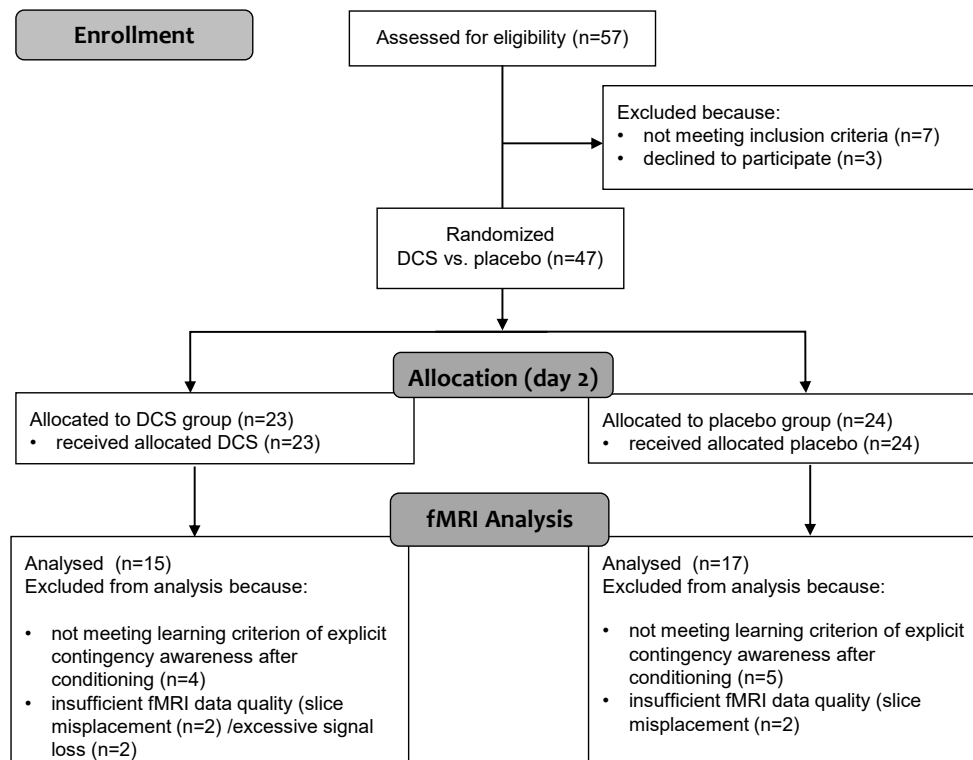 Enrollment
Assessed for eligibility (n=57)
Excluded because:
• not meeting inclusion criteria (n=7)
• declined to participate (n=3)
Randomized
DCS vs. placebo (n=47)
Allocation (day 2)
Allocated to DCS group (n=23)
• received allocated DCS (n=23)
Allocated to placebo group (n=24)
• received allocated placebo (n=24)
fMRI Analysis
Analysed (n=15)
Excluded from analysis because:
• not meeting learning criterion of explicit
contingency awareness after
conditioning (n=4)
• insufficient fMRI data quality (slice
misplacement (n=2) /excessive signal
loss (n=2)
Analysed (n=17)
Excluded from analysis because:
• not meeting learning criterion of explicit
contingency awareness after
conditioning (n=5)
• insufficient fMRI data quality (slice
misplacement (n=2)